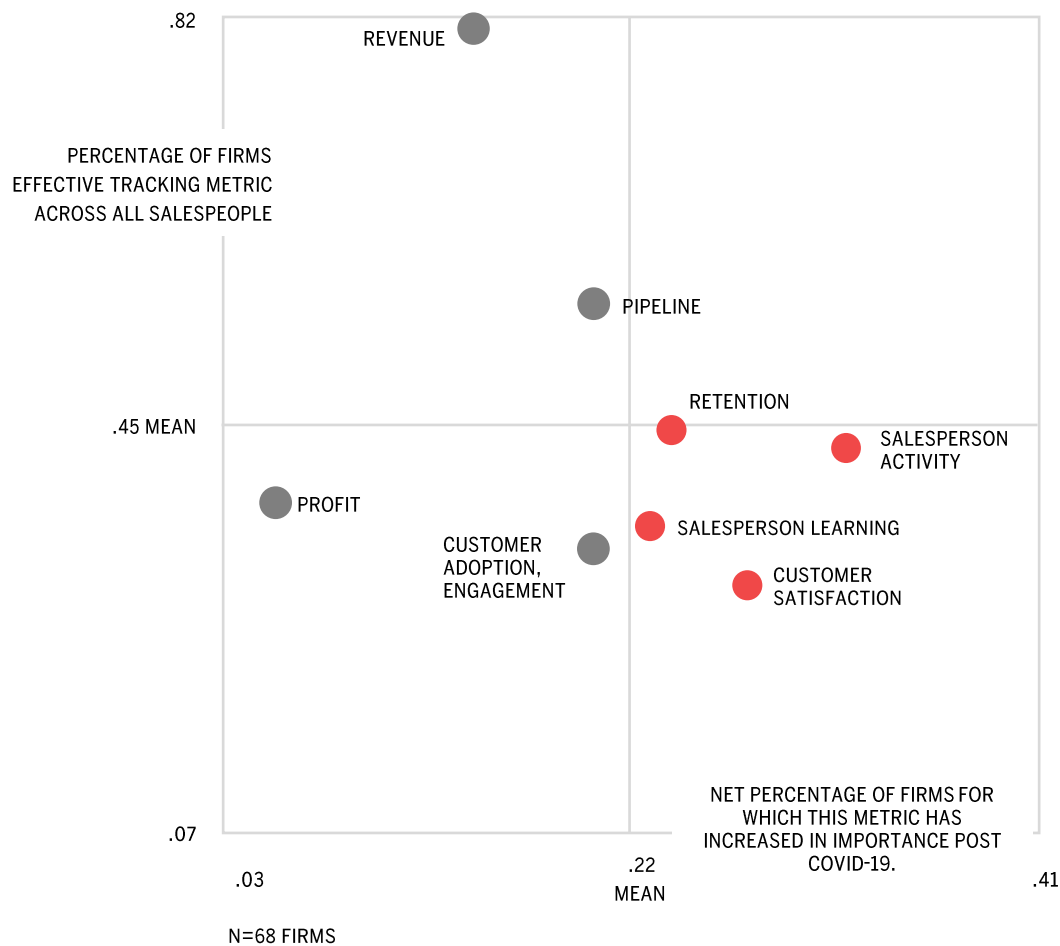 .82
REVENUE
PERCENTAGE OF FIRMS
EFFECTIVE TRACKING METRIC
ACROSS ALL SALESPEOPLE
PIPELINE
RETENTION
.45 MEAN
SALESPERSON
ACTIVITY
PROFIT
SALESPERSON LEARNING
CUSTOMER
ADOPTION,
ENGAGEMENT
CUSTOMER
SATISFACTION
NET PERCENTAGE OF FIRMS FOR
WHICH THIS METRIC HAS
INCREASED IN IMPORTANCE POST
COVID-19.
.07
.03
.22
MEAN
.41
N=68 FIRMS